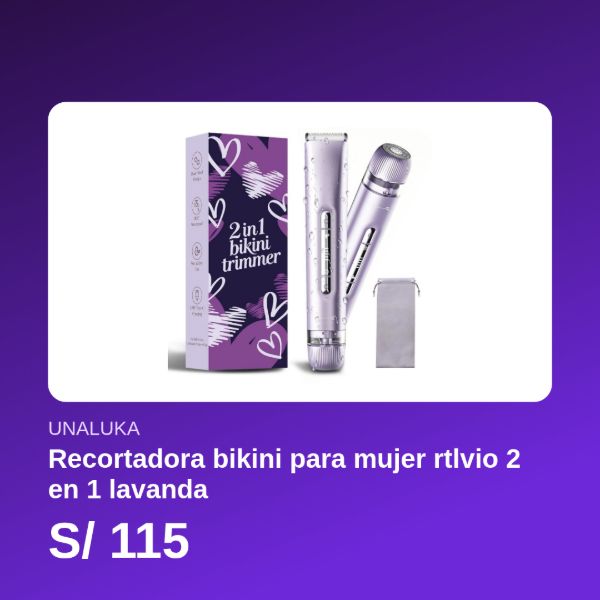 2 in 1
bikini
trimmer
UNALUKA
Recortadora bikini para mujer rtlvio 2
en 1 lavanda
S/ 115